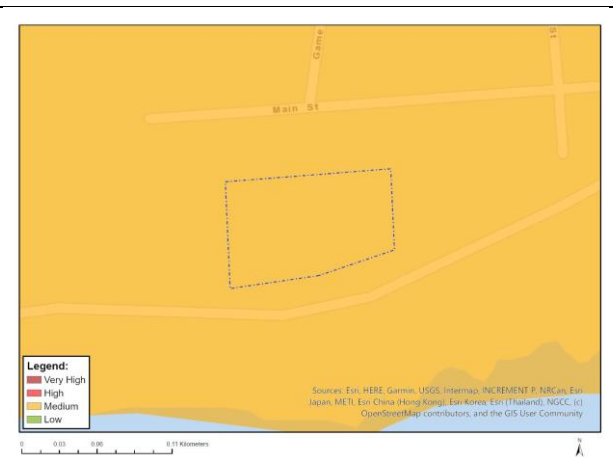 Game
St
Main St
Legend:
Very High
High
Medium
Low
Sources: Esri, HERE, Garmin, USGS, Intermap, INCREMENT P, NRCan, Esri
Japan, METI, Esri China (Hong Kong), Esri Korea, Esri (Thailand), NGCC, (c)
OpenStreetMap contributors, and the GIS User Community
0 0.03 0.06 0.11 Kilometers
N